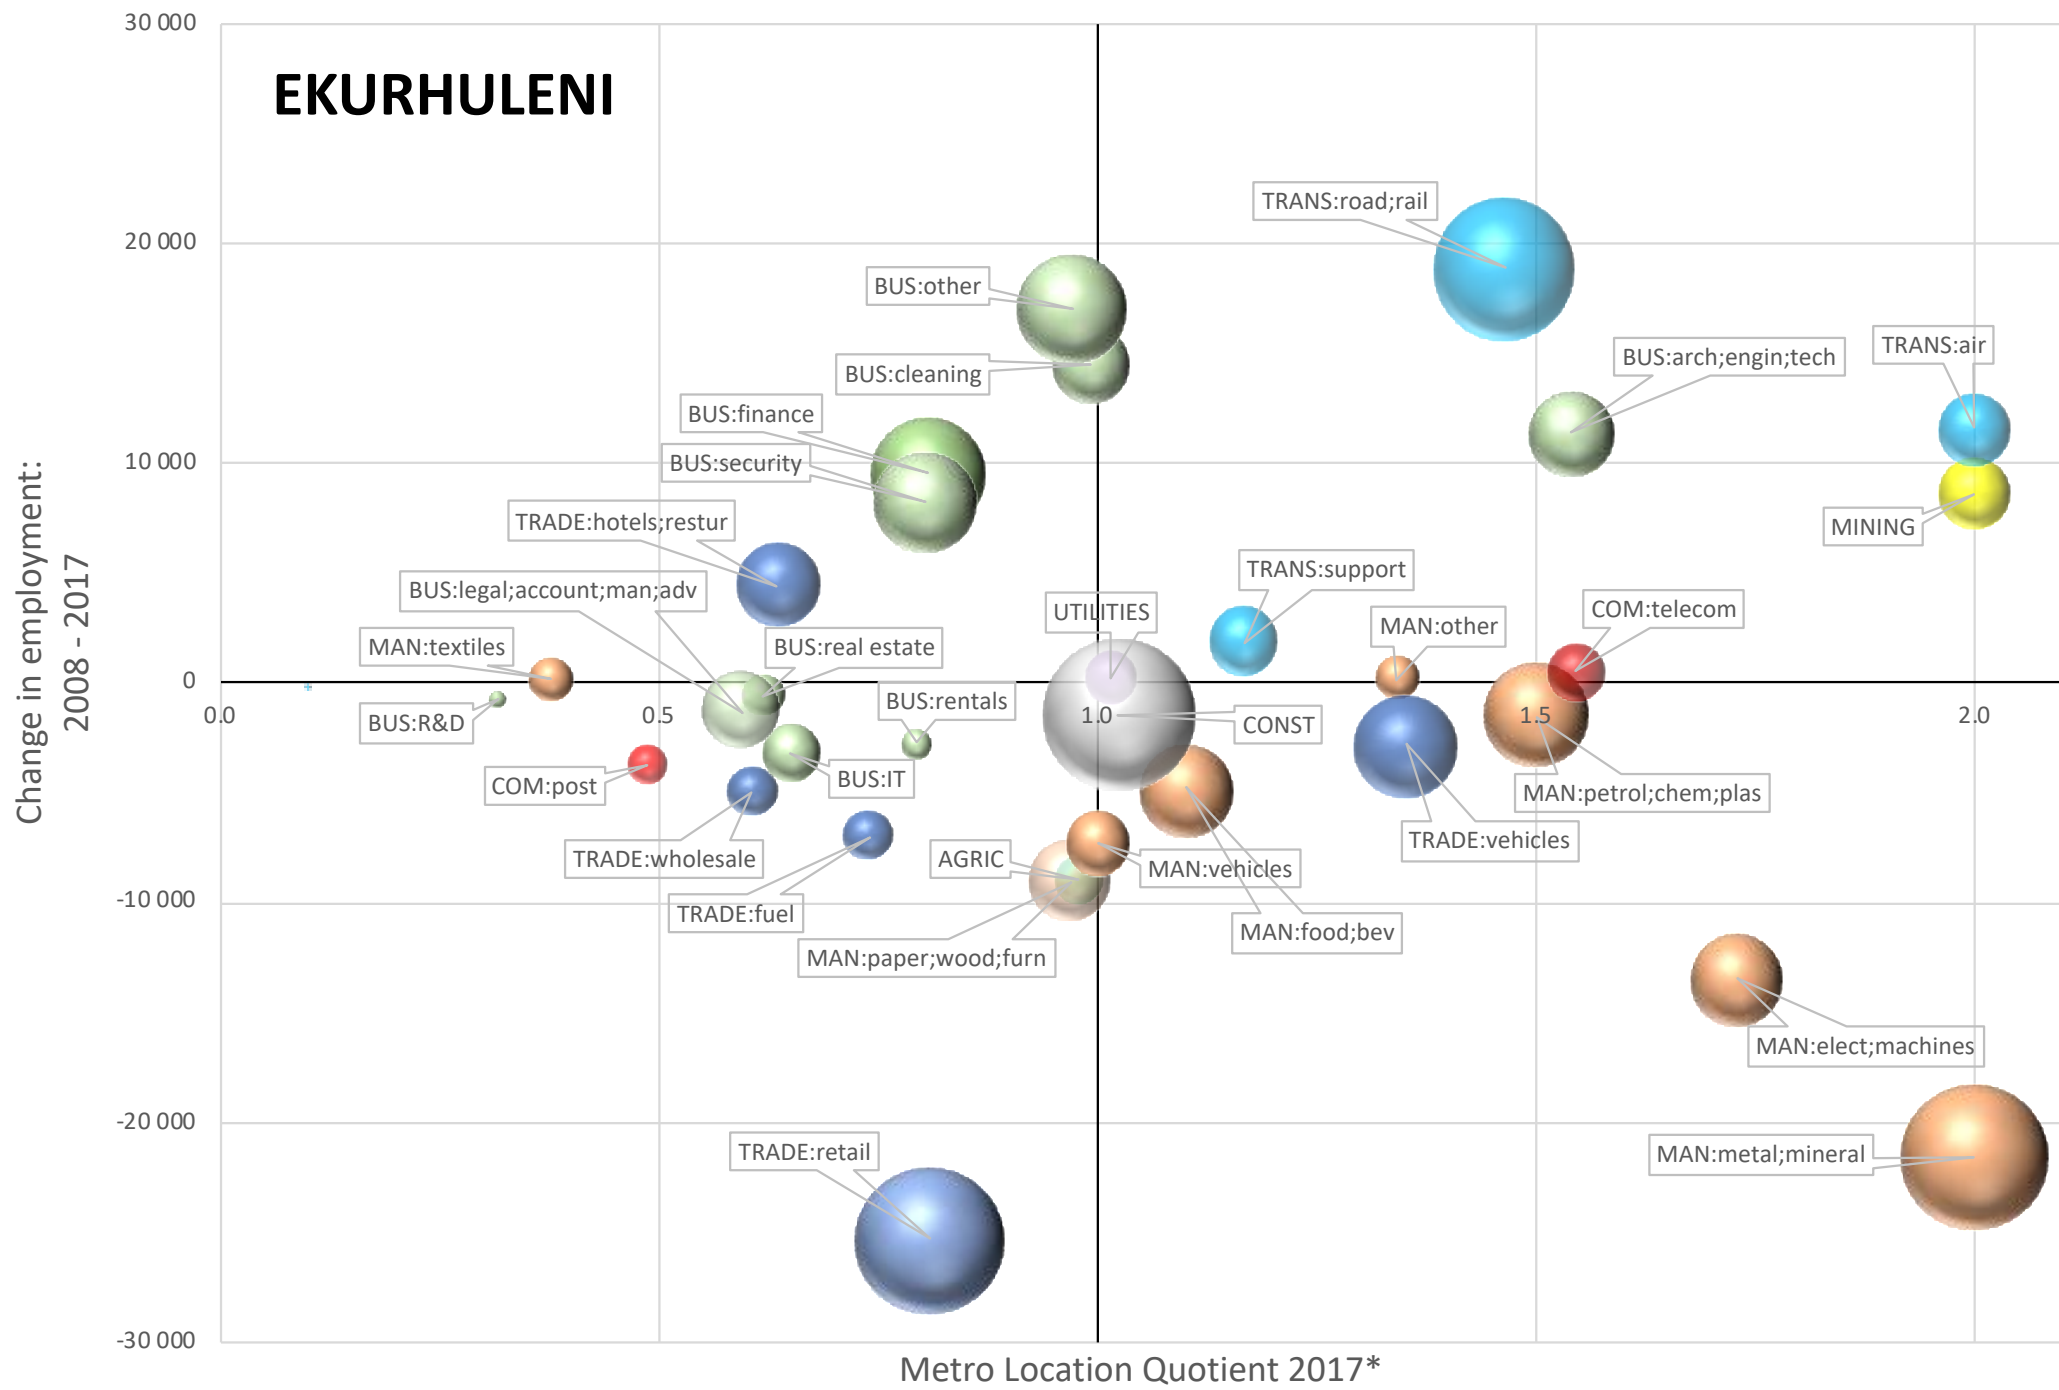 30 000
EKURHULENI
TRANS:road;rail
20 000
BUS:other
TRANS:air
BUS:arch;engin;tech
BUS:cleaning
BUS:finance
10 000
BUS:security
TRADE:hotels;restur
MINING
TRANS:support
BUS:legal;account;man;adv
UTILITIES
COM:telecom
MAN:other
MAN:textiles
BUS:real estate
0
BUS:rentals
0.0
0.5
1.0
1.5
2.0
BUS:R&D
CONST
COM:post
BUS:IT
MAN:petrol;chem;plas
TRADE:vehicles
TRADE:wholesale
AGRIC
MAN:vehicles
-10 000
TRADE:fuel
MAN:food;bev
MAN:paper;wood;furn
MAN:elect;machines
-20 000
TRADE:retail
MAN:metal;mineral
-30 000
Change in employment:
2008 - 2017
Metro Location Quotient 2017*